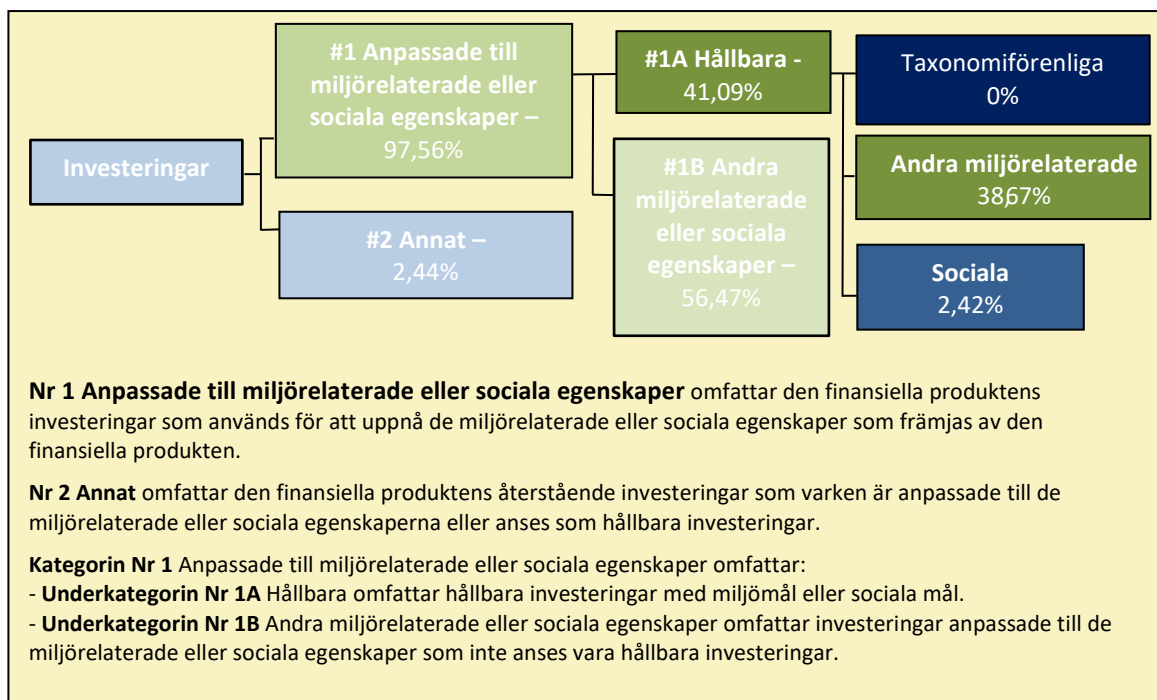 Investeringar
#1 Anpassade till
miljörelaterade eller
sociala egenskaper –
97,56%
#2 Annat –
2,44%
#1A Hållbara -
41,09%
#1B Andra
miljörelaterade
eller sociala
egenskaper –
56,47%
Taxonomiförenliga
0%
Andra miljörelaterade
38,67%
Sociala
2,42%
Nr 1 Anpassade till miljörelaterade eller sociala egenskaper omfattar den finansiella produktens
investeringar som används för att uppnå de miljörelaterade eller sociala egenskaper som främjas av den
finansiella produkten.
Nr 2 Annat omfattar den finansiella produktens återstående investeringar som varken är anpassade till de
miljörelaterade eller sociala egenskaperna eller anses som hållbara investeringar.
Kategorin Nr 1 Anpassade till miljörelaterade eller sociala egenskaper omfattar:
- Underkategorin Nr 1A Hållbara omfattar hållbara investeringar med miljömål eller sociala mål.
- Underkategorin Nr 1B Andra miljörelaterade eller sociala egenskaper omfattar investeringar anpassade till de
miljörelaterade eller sociala egenskaper som inte anses vara hållbara investeringar.